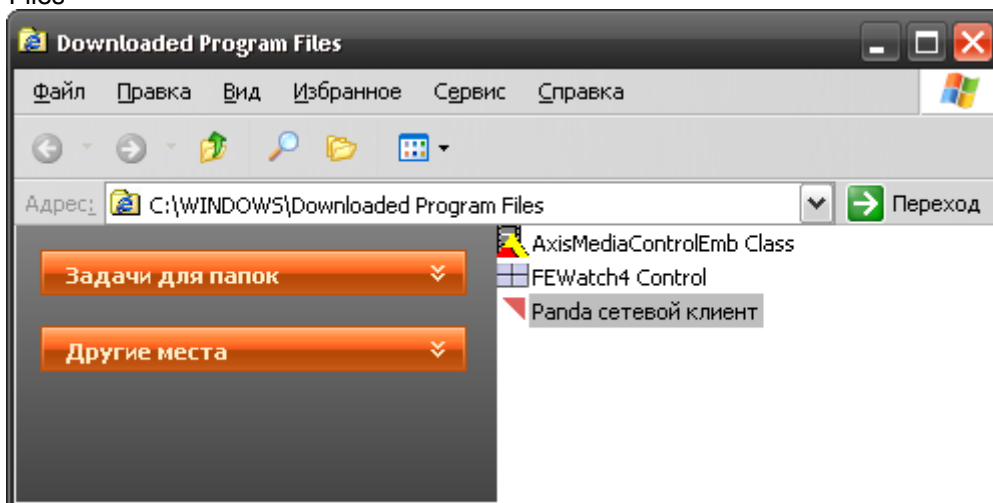 Files
Downloaded Program Files
Файл Правка Вид Избранное Сервис Справка
Адрес: C:\WINDOWS\Downloaded Program Files Переход
Задачи для папок
Другие места
AxisMediaControlEmb Class
FEWatch4 Control
Panda сетевой клиент